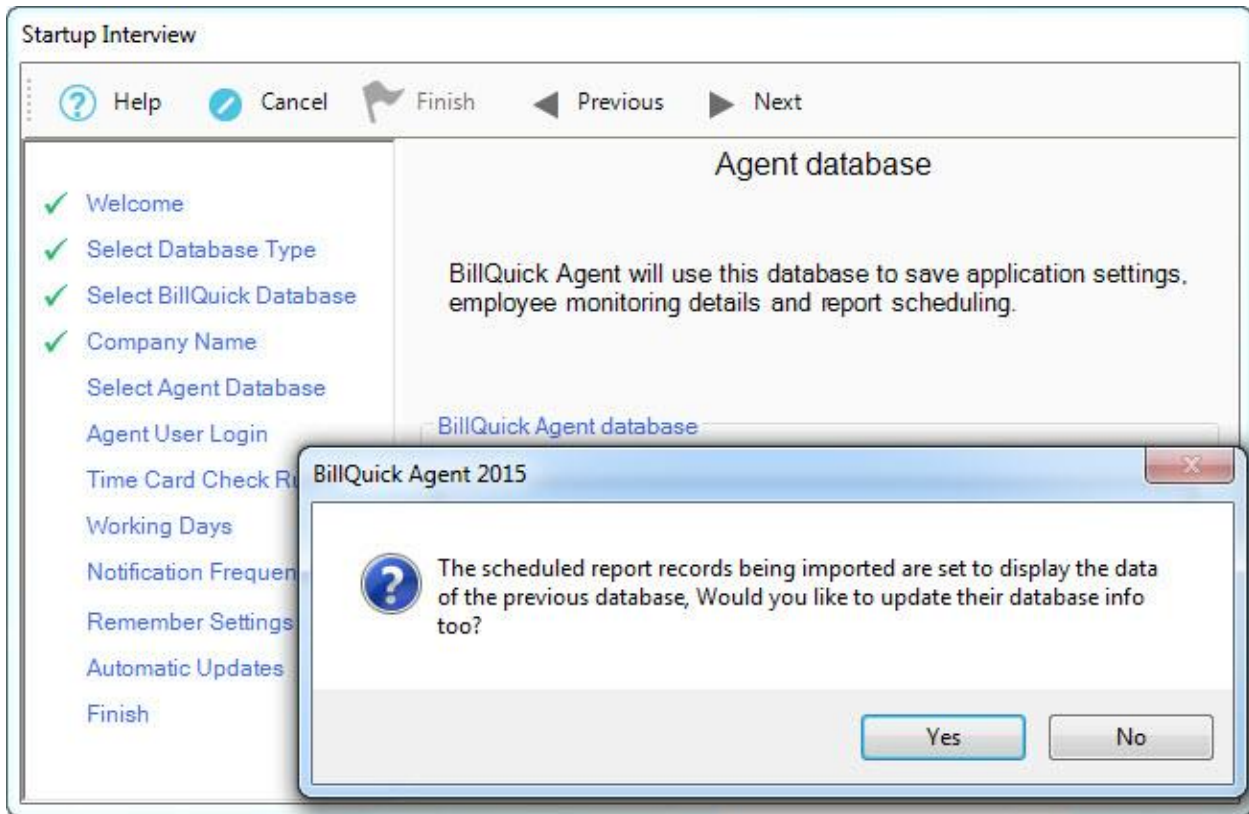 Startup Interview
Help Cancel Finish Previous Next
Agent database
Welcome
Select Database Type
Select BillQuick Database
Company Name
Select Agent Database
Agent User Login
Time Card Check
Working Days
Notification
Remember Settings
Automatic Updates
Finish
BillQuick Agent will use this database to save application settings,
employee monitoring details and report scheduling.
BillQuick Agent database
BillQuick Agent 2015
The scheduled report records being imported are set to display the data
of the previous database, Would you like to update their database info
too?
Yes No